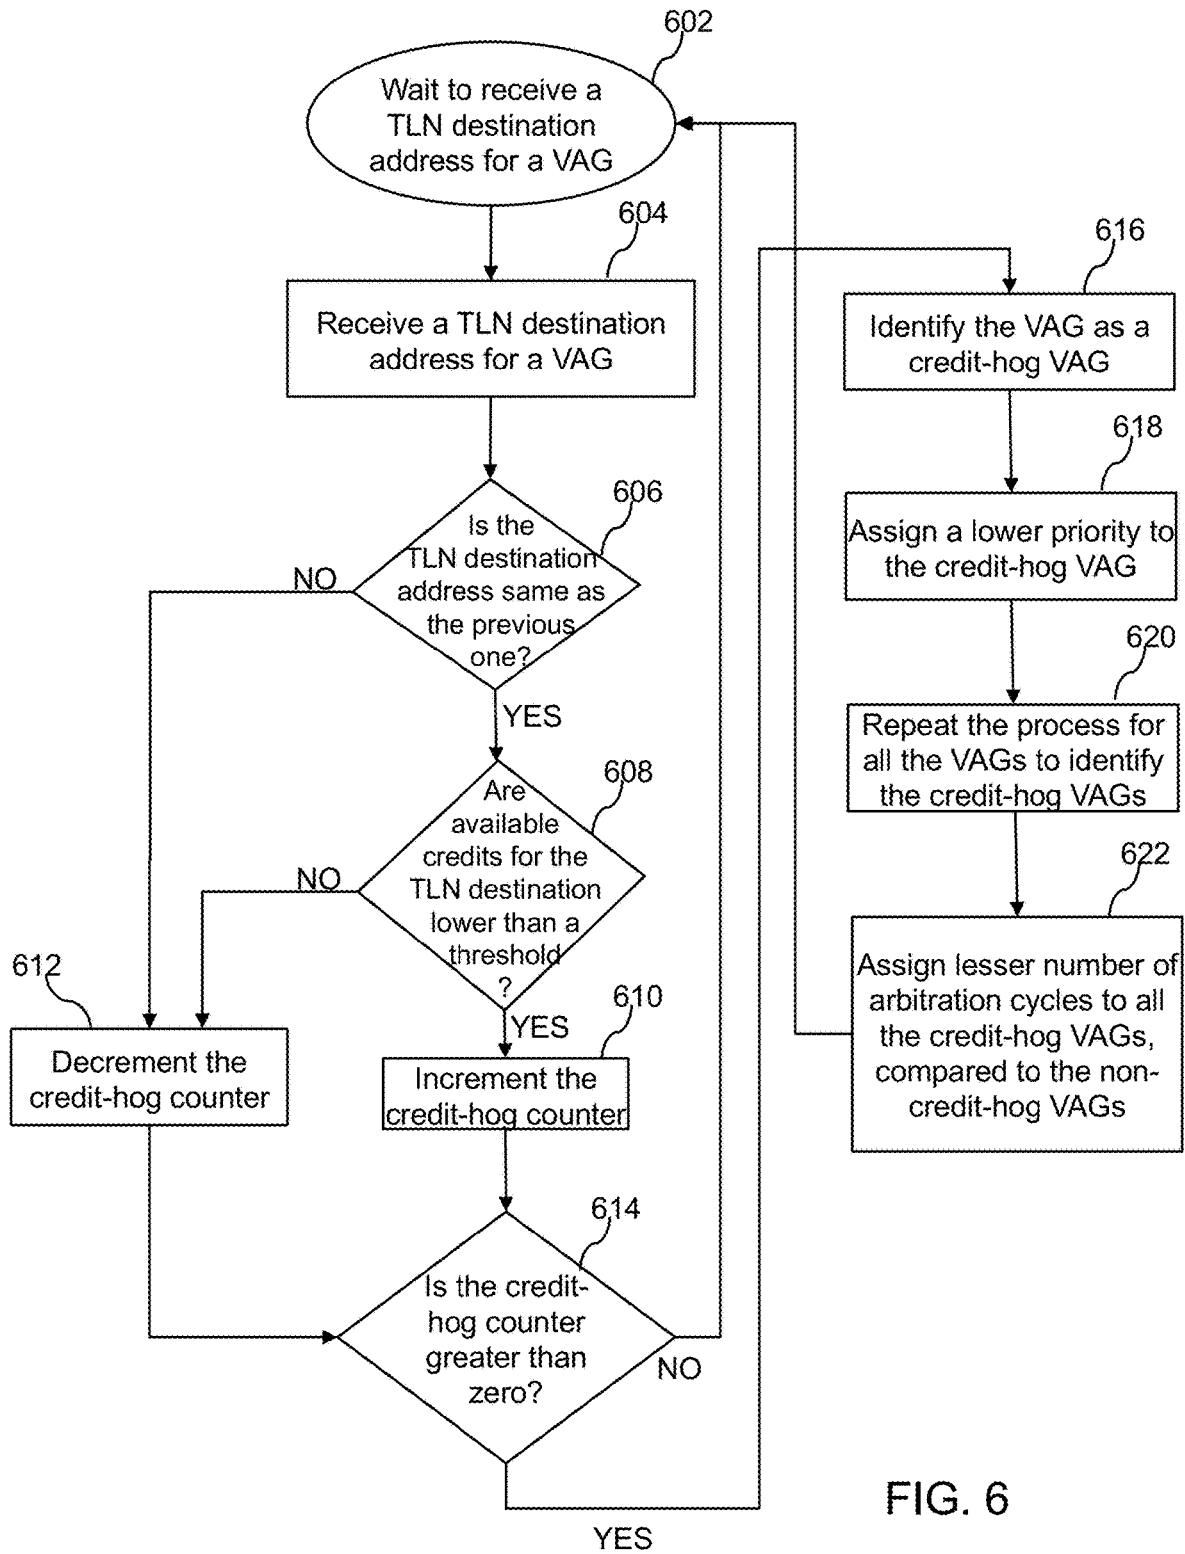 602
Wait to receive a
TLN destination
address for a VAG
604
Receive a TLN destination
address for a VAG
606
Is the
TLN destination
address same as
the previous
one?
NO
YES
608
Are
available
credits for the
TLN destination
lower than a
threshold
?
NO
YES
612
Decrement the
credit-hog counter
610
Increment the
credit-hog counter
614
Is the credit-
hog counter
greater than
zero?
NO
YES
616
Identify the VAG as a
credit-hog VAG
618
Assign a lower priority to
the credit-hog VAG
620
Repeat the process for
all the VAGs to identify
the credit-hog VAGs
622
Assign lesser number of
arbitration cycles to all
the credit-hog VAGs,
compared to the non-
credit-hog VAGs
FIG. 6